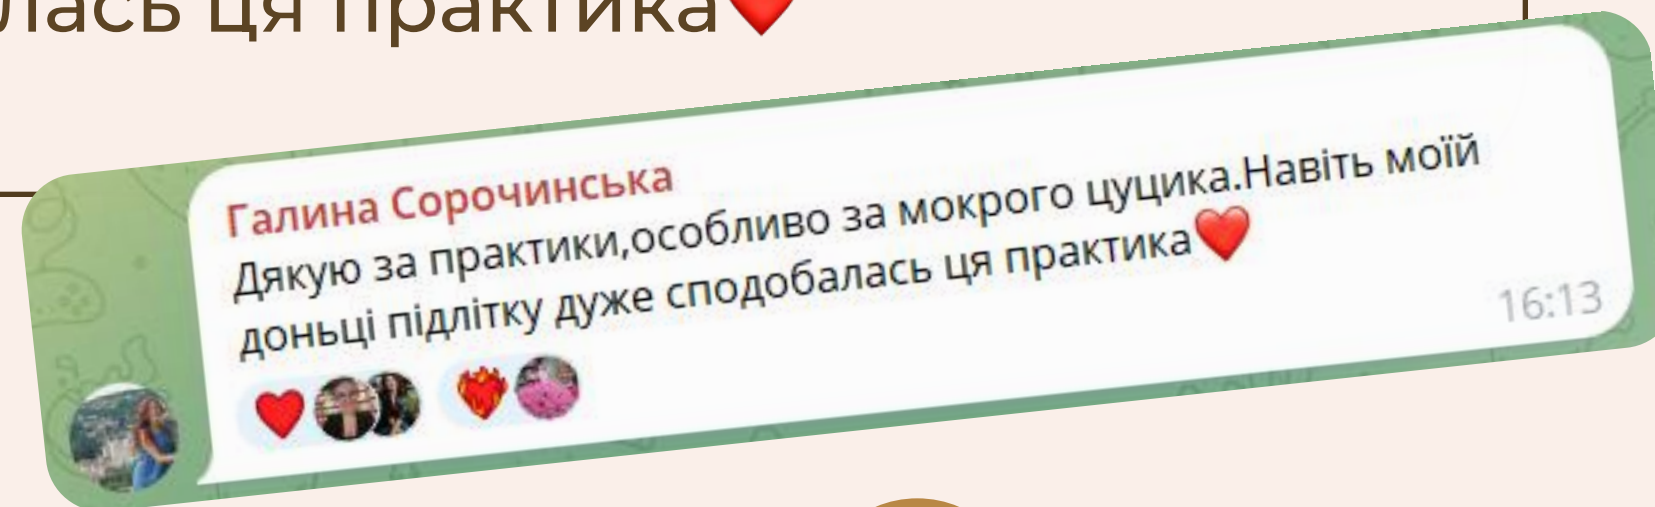 лась ця практика❤️
Галина Сорочинська
Дякую за практики,особливо за мокрого цуцика.Навіть моїй
доньці підлітку дуже сподобалась ця практика❤️
16:13